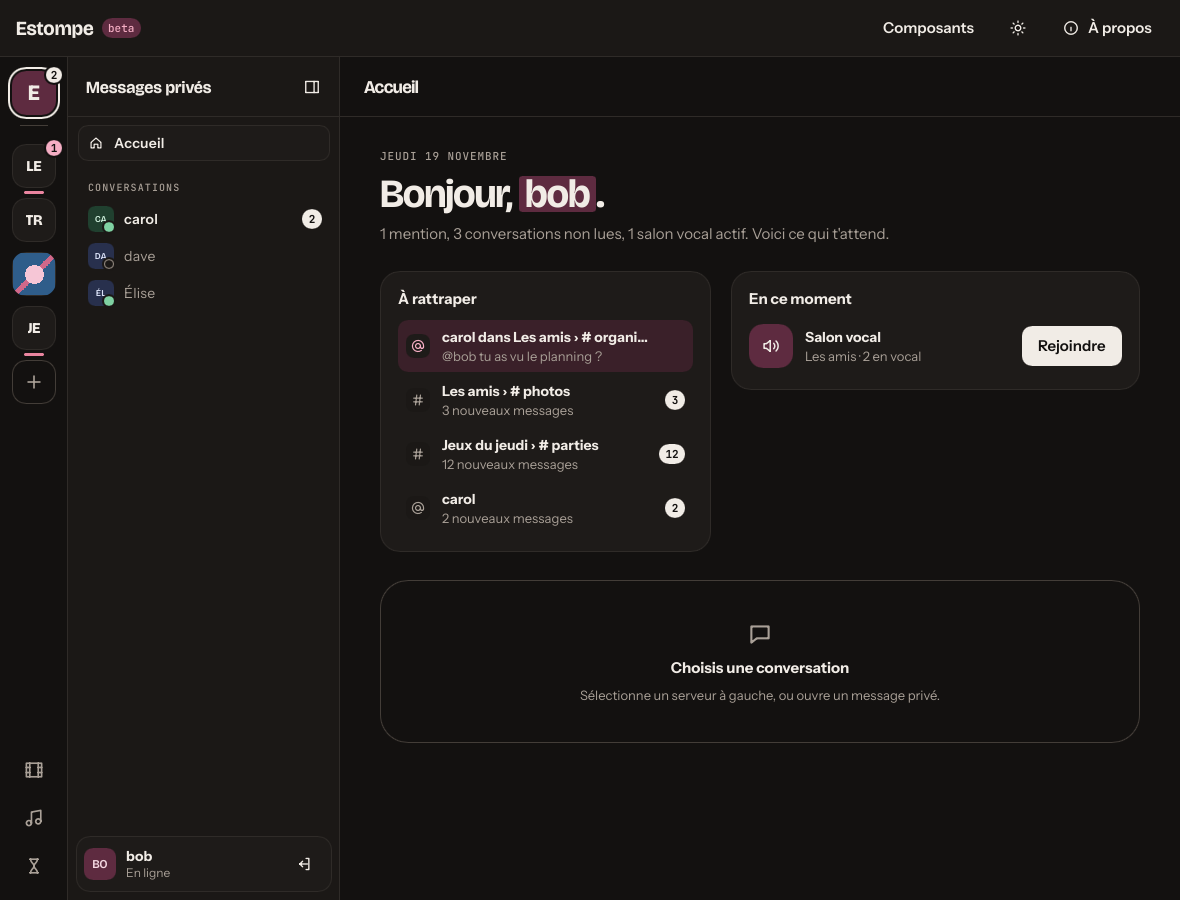 Estompe beta
Composants
À propos
E 2
LE 1
TR
JE
Messages privés
Accueil
CONVERSATIONS
CA carol 2
DA dave
ÉL Élise
BO bob
En ligne
Accueil
JEUDI 19 NOVEMBRE
Bonjour, bob.
1 mention, 3 conversations non lues, 1 salon vocal actif. Voici ce qui t'attend.
À rattraper
carol dans Les amis › # organi…
@bob tu as vu le planning ?
Les amis › # photos
3 nouveaux messages
3
Jeux du jeudi › # parties
12 nouveaux messages
12
carol
2 nouveaux messages
2
En ce moment
Salon vocal
Les amis · 2 en vocal
Rejoindre
Choisis une conversation
Sélectionne un serveur à gauche, ou ouvre un message privé.